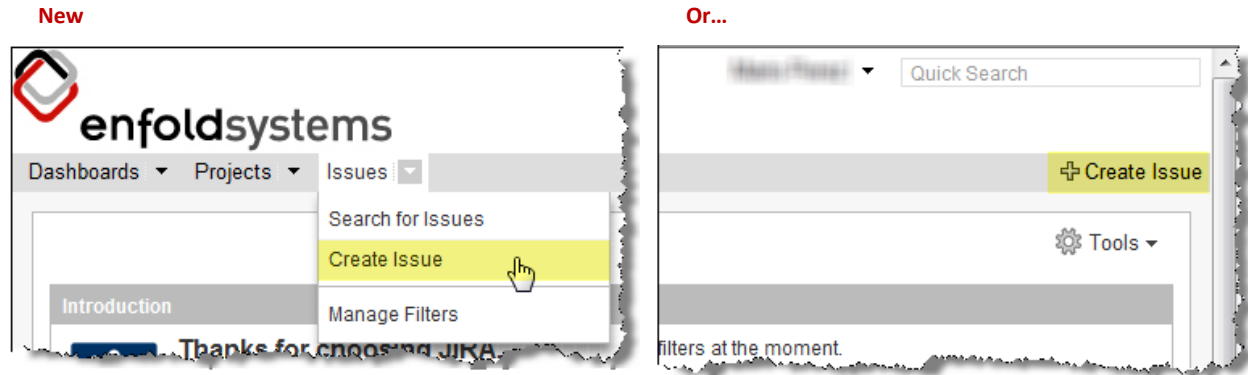 New
Or...
enfoldsystems
Dashboards Projects Issues
Search for Issues
Create Issue
Manage Filters
Introduction
Thanks for choosing JIRA.
Quick Search
Create Issue
Tools
filters at the moment.